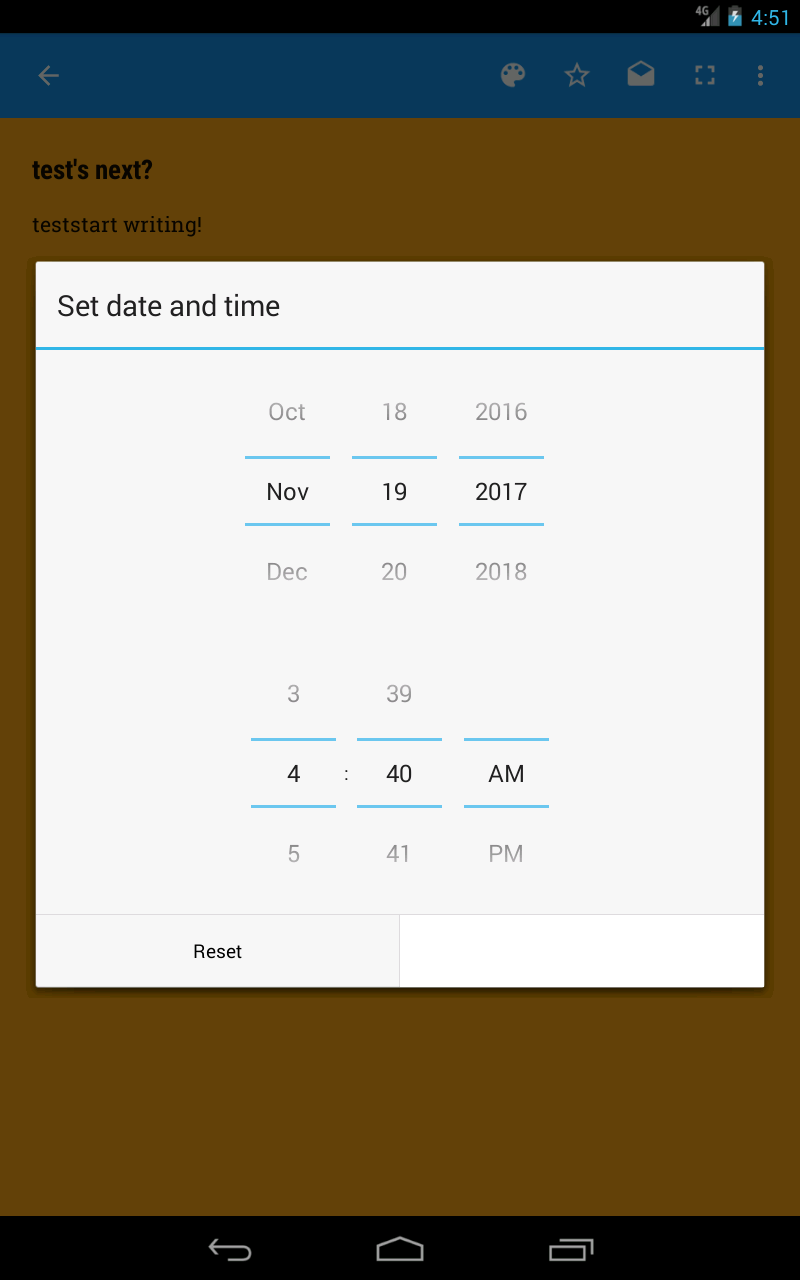 4G 4:51
test's next?
teststart writing!
Set date and time
Oct 18 2016
Nov 19 2017
Dec 20 2018
3 39
4 : 40 AM
5 41 PM
Reset